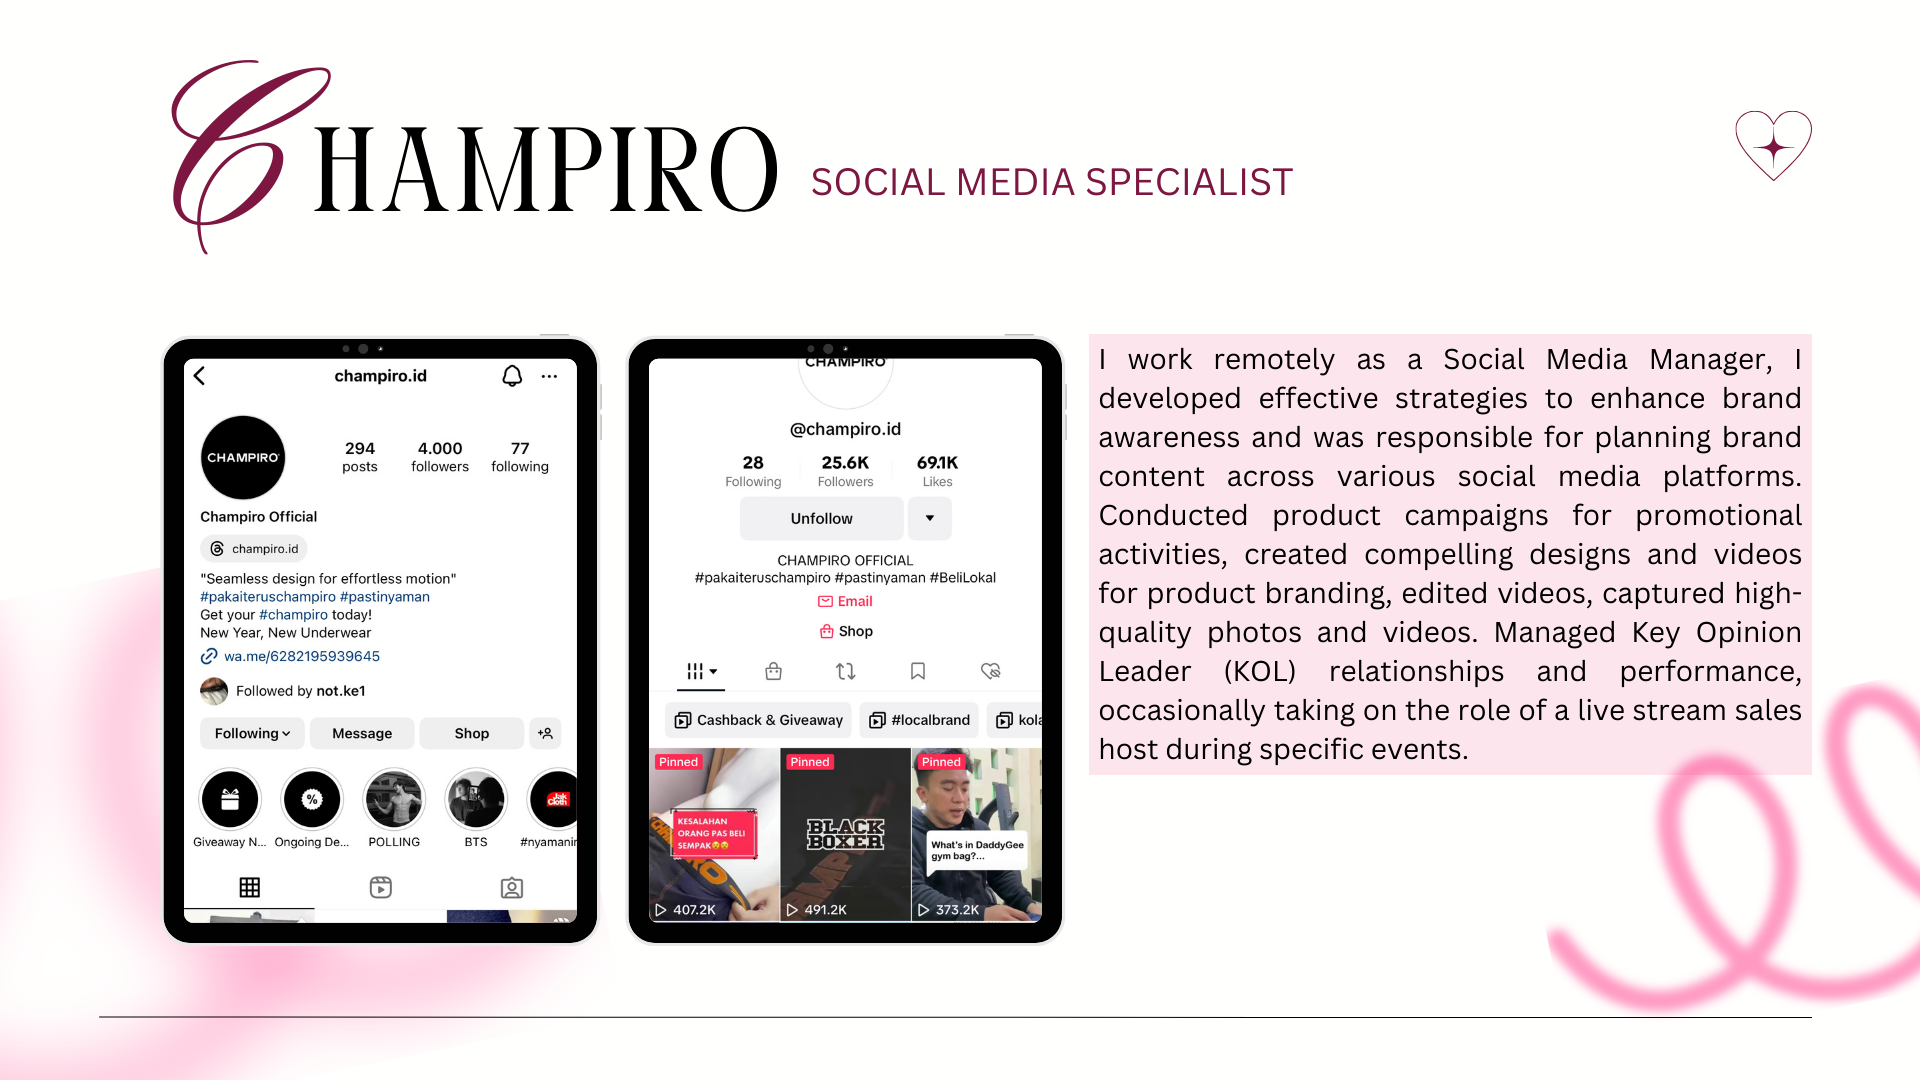 CHAMPIRO SOCIAL MEDIA SPECIALIST
champiro.id
CHAMPIRO
294 4.000 77
posts followers following
Champiro Official
champiro.id
"Seamless design for effortless motion"
#pakaiteruschampiro #pastinyaman
Get your #champiro today!
New Year, New Underwear
wa.me/6282195939645
Followed by not.ke1
Following Message Shop
%
Jak
Cloth
Giveaway N... Ongoing De... POLLING BTS #nyamanin
CHAMPIRO
@champiro.id
28 25.6K 69.1K
Following Followers Likes
Unfollow
CHAMPIRO OFFICIAL
#pakaiteruschampiro #pastinyaman #BeliLokal
Email
Shop
Cashback & Giveaway #localbrand kola
Pinned Pinned Pinned
KESALAHAN
ORANG PAS BELI
SEMPAK😵😵
BLACK
BOXER
What's in DaddyGee
gym bag?...
407.2K 491.2K 373.2K
I work remotely as a Social Media Manager, I
developed effective strategies to enhance brand
awareness and was responsible for planning brand
content across various social media platforms.
Conducted product campaigns for promotional
activities, created compelling designs and videos
for product branding, edited videos, captured high-
quality photos and videos. Managed Key Opinion
Leader (KOL) relationships and performance,
occasionally taking on the role of a live stream sales
host during specific events.